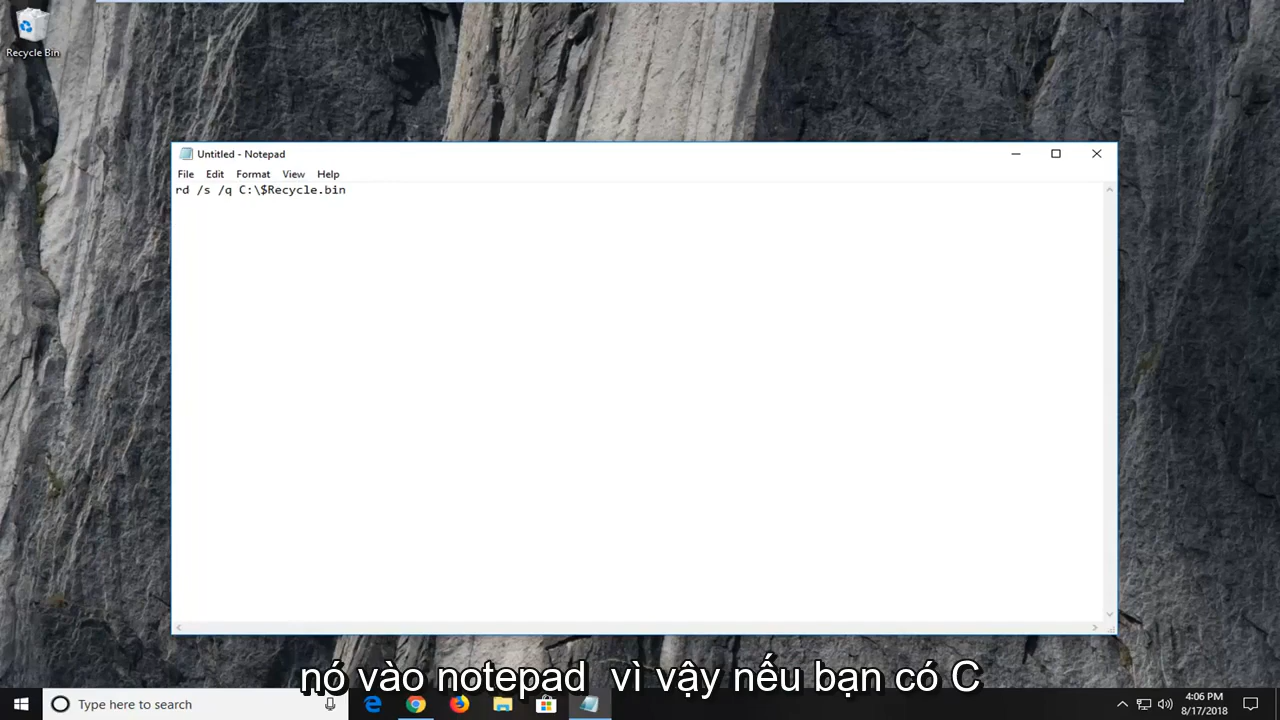 Recycle Bin
Untitled - Notepad
File Edit Format View Help
rd /s /q C:\$Recycle.bin
nó vào notepad vì vậy nếu bạn có C
Type here to search
4:06 PM
8/17/2018